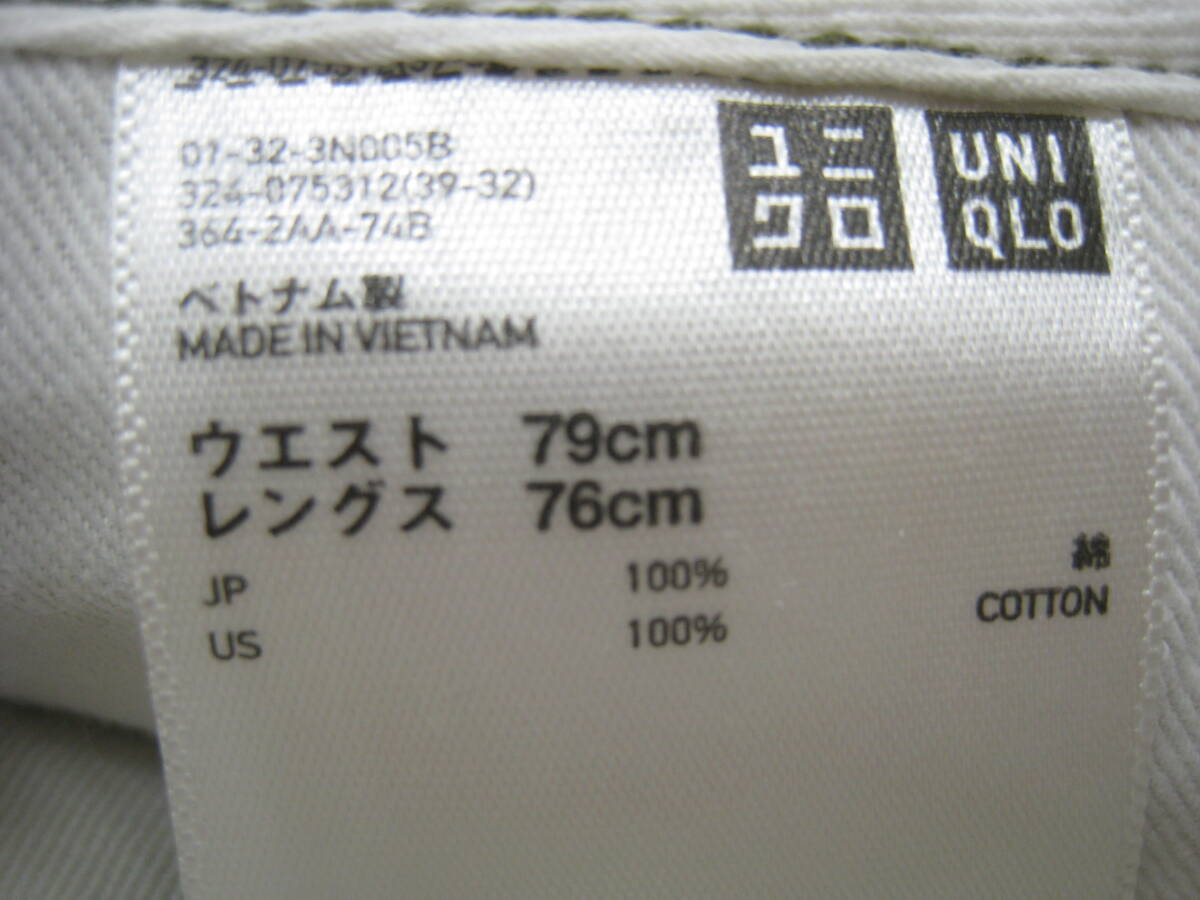 01-32-3N005B
324-075312(39-32)
364-2AA-74B
ユニ
クロ
UNI
QLO
ベトナム製
MADE IN VIETNAM
ウエスト 79cm
レングス 76cm
綿
JP 100%
COTTON
US 100%